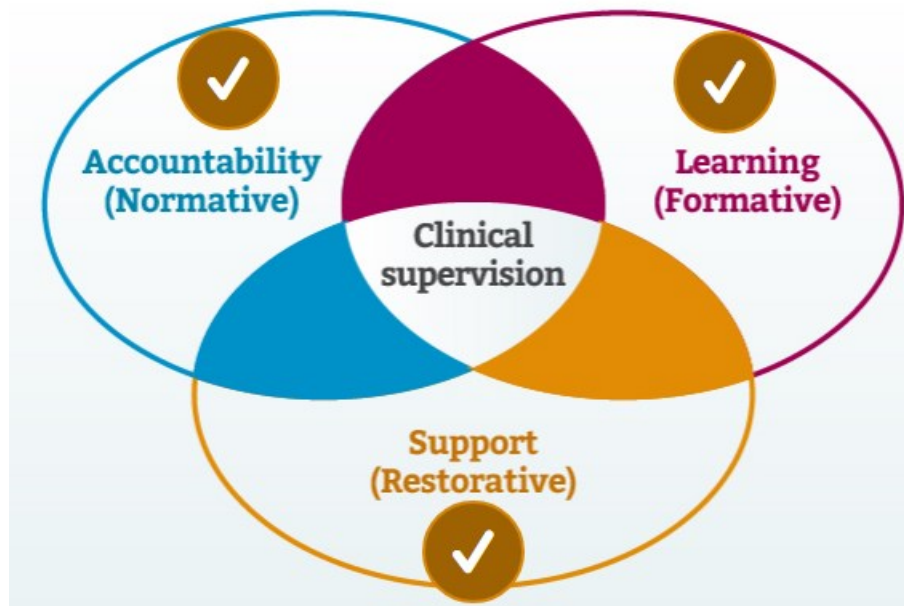 Accountability
(Normative)
Learning
(Formative)
Clinical
supervision
Support
(Restorative)